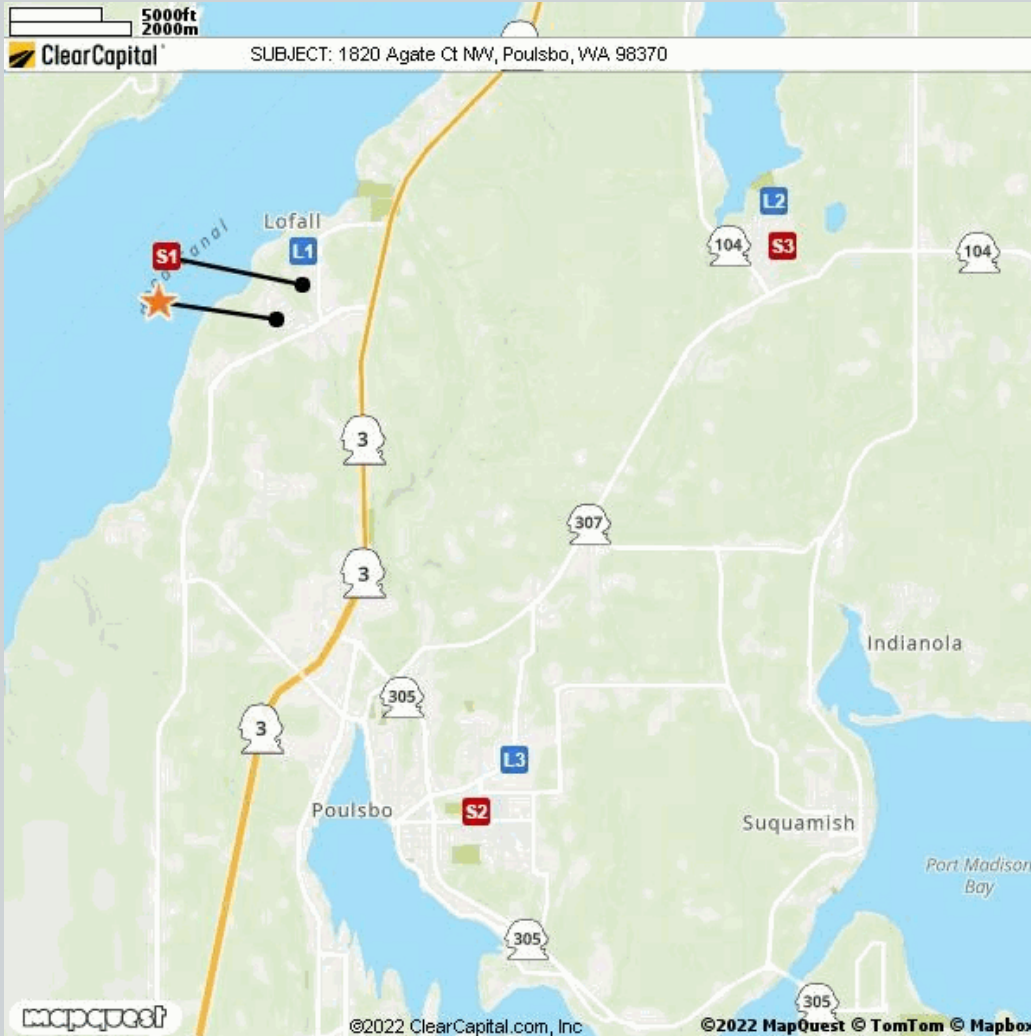 5000ft
2000m
ClearCapital
SUBJECT: 1820 Agate Ct NW, Poulsbo, WA 98370
Lofall
L1
S1
Canal
L2
S3
104
104
3
307
3
Indianola
305
3
L3
Poulsbo
S2
Suquamish
Port Madison
Bay
305
305
mapquest
©2022 ClearCapital.com, Inc
©2022 MapQuest © TomTom © Mapbo